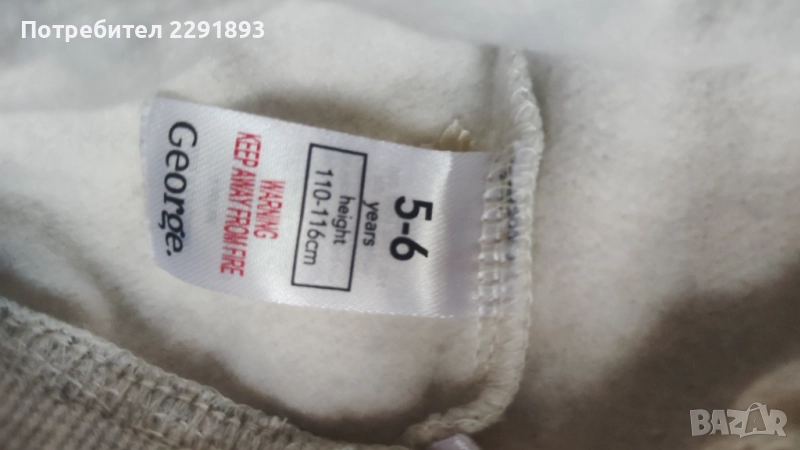 Потребител 2291893
5-6
years
height
110-116cm
WARNING
KEEP AWAY FROM FIRE
George.
BAZAR